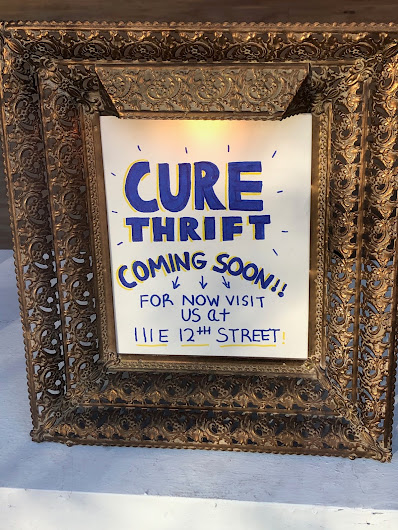 CURE
THRIFT
COMING SOON!!
FOR NOW VISIT
US at
111 E 12TH STREET!